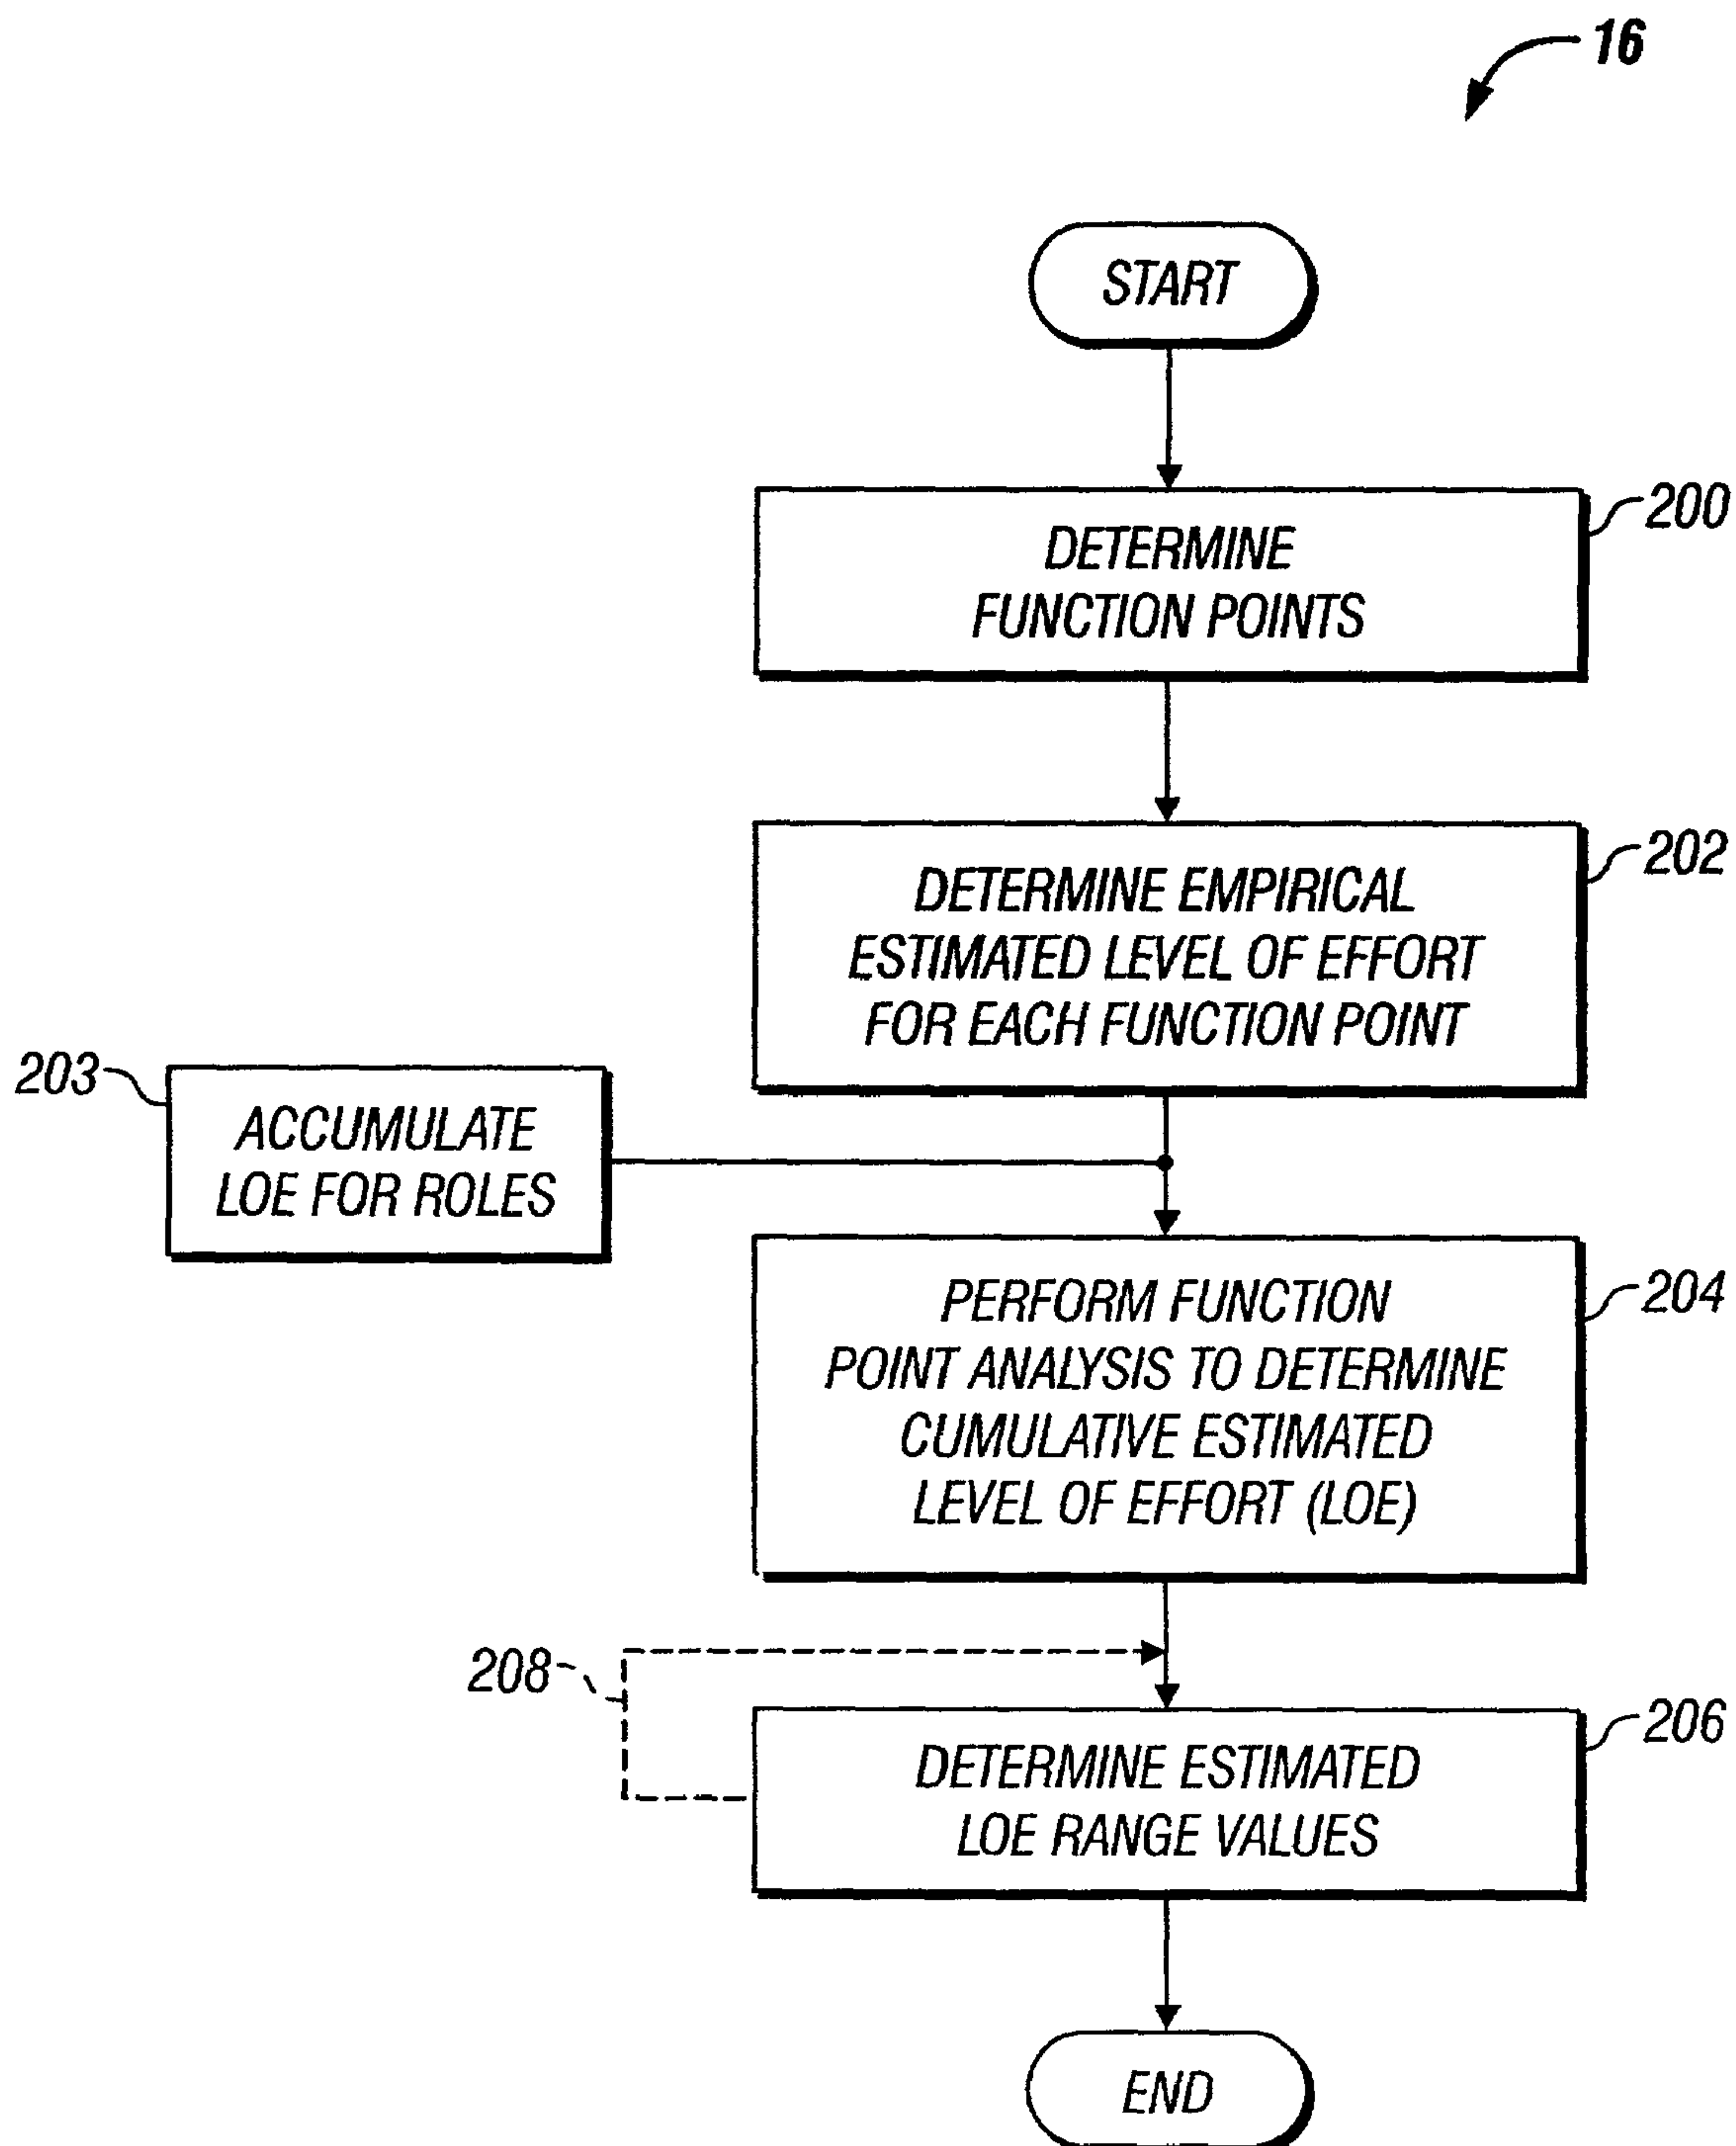 16
START
200
DETERMINE
FUNCTION POINTS
202
DETERMINE EMPIRICAL
ESTIMATED LEVEL OF EFFORT
FOR EACH FUNCTION POINT
203
ACCUMULATE
LOE FOR ROLES
204
PERFORM FUNCTION
POINT ANALYSIS TO DETERMINE
CUMULATIVE ESTIMATED
LEVEL OF EFFORT (LOE)
208
206
DETERMINE ESTIMATED
LOE RANGE VALUES
END